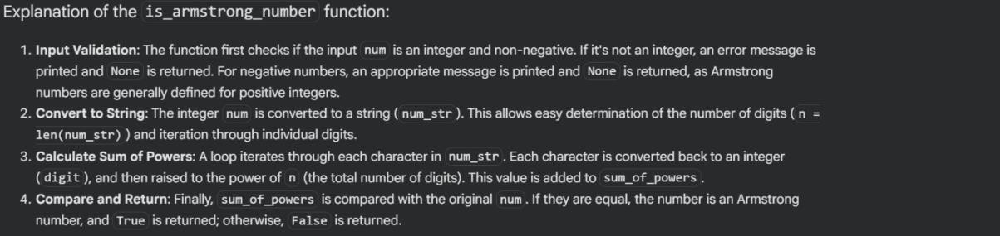 Explanation of the is_armstrong_number function:
1. Input Validation: The function first checks if the input num is an integer and non-negative. If it's not an integer, an error message is
printed and None is returned. For negative numbers, an appropriate message is printed and None is returned, as Armstrong
numbers are generally defined for positive integers.
2. Convert to String: The integer num is converted to a string (num_str). This allows easy determination of the number of digits (n =
len(num_str)) and iteration through individual digits.
3. Calculate Sum of Powers: A loop iterates through each character in num_str. Each character is converted back to an integer
(digit), and then raised to the power of n (the total number of digits). This value is added to sum_of_powers.
4. Compare and Return: Finally, sum_of_powers is compared with the original num. If they are equal, the number is an Armstrong
number, and True is returned; otherwise, False is returned.